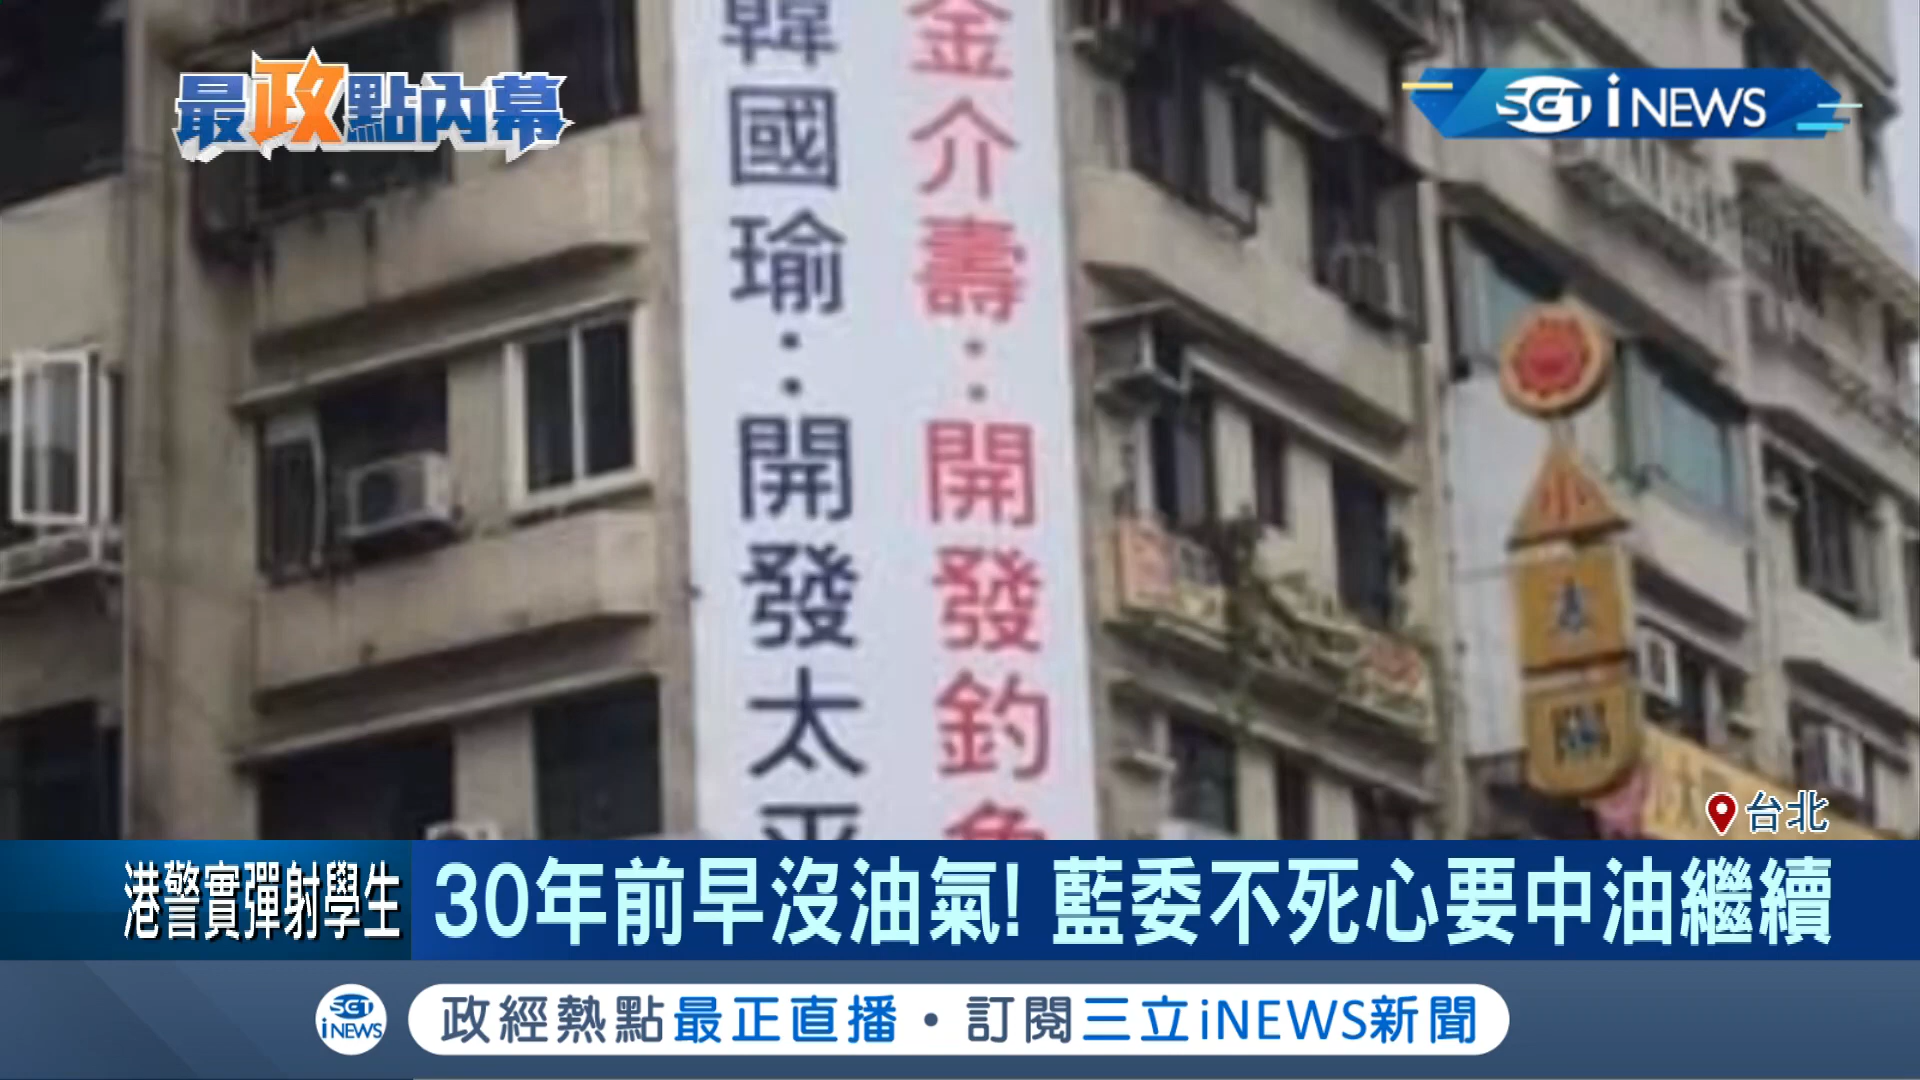 最政點內幕
SET iNEWS
韓國瑜：開發太平
金介壽：開發釣魚
小太陽
台北
港警實彈射學生
30年前早沒油氣! 藍委不死心要中油繼續
SET iNEWS
政經熱點最正直播・訂閱三立iNEWS新聞